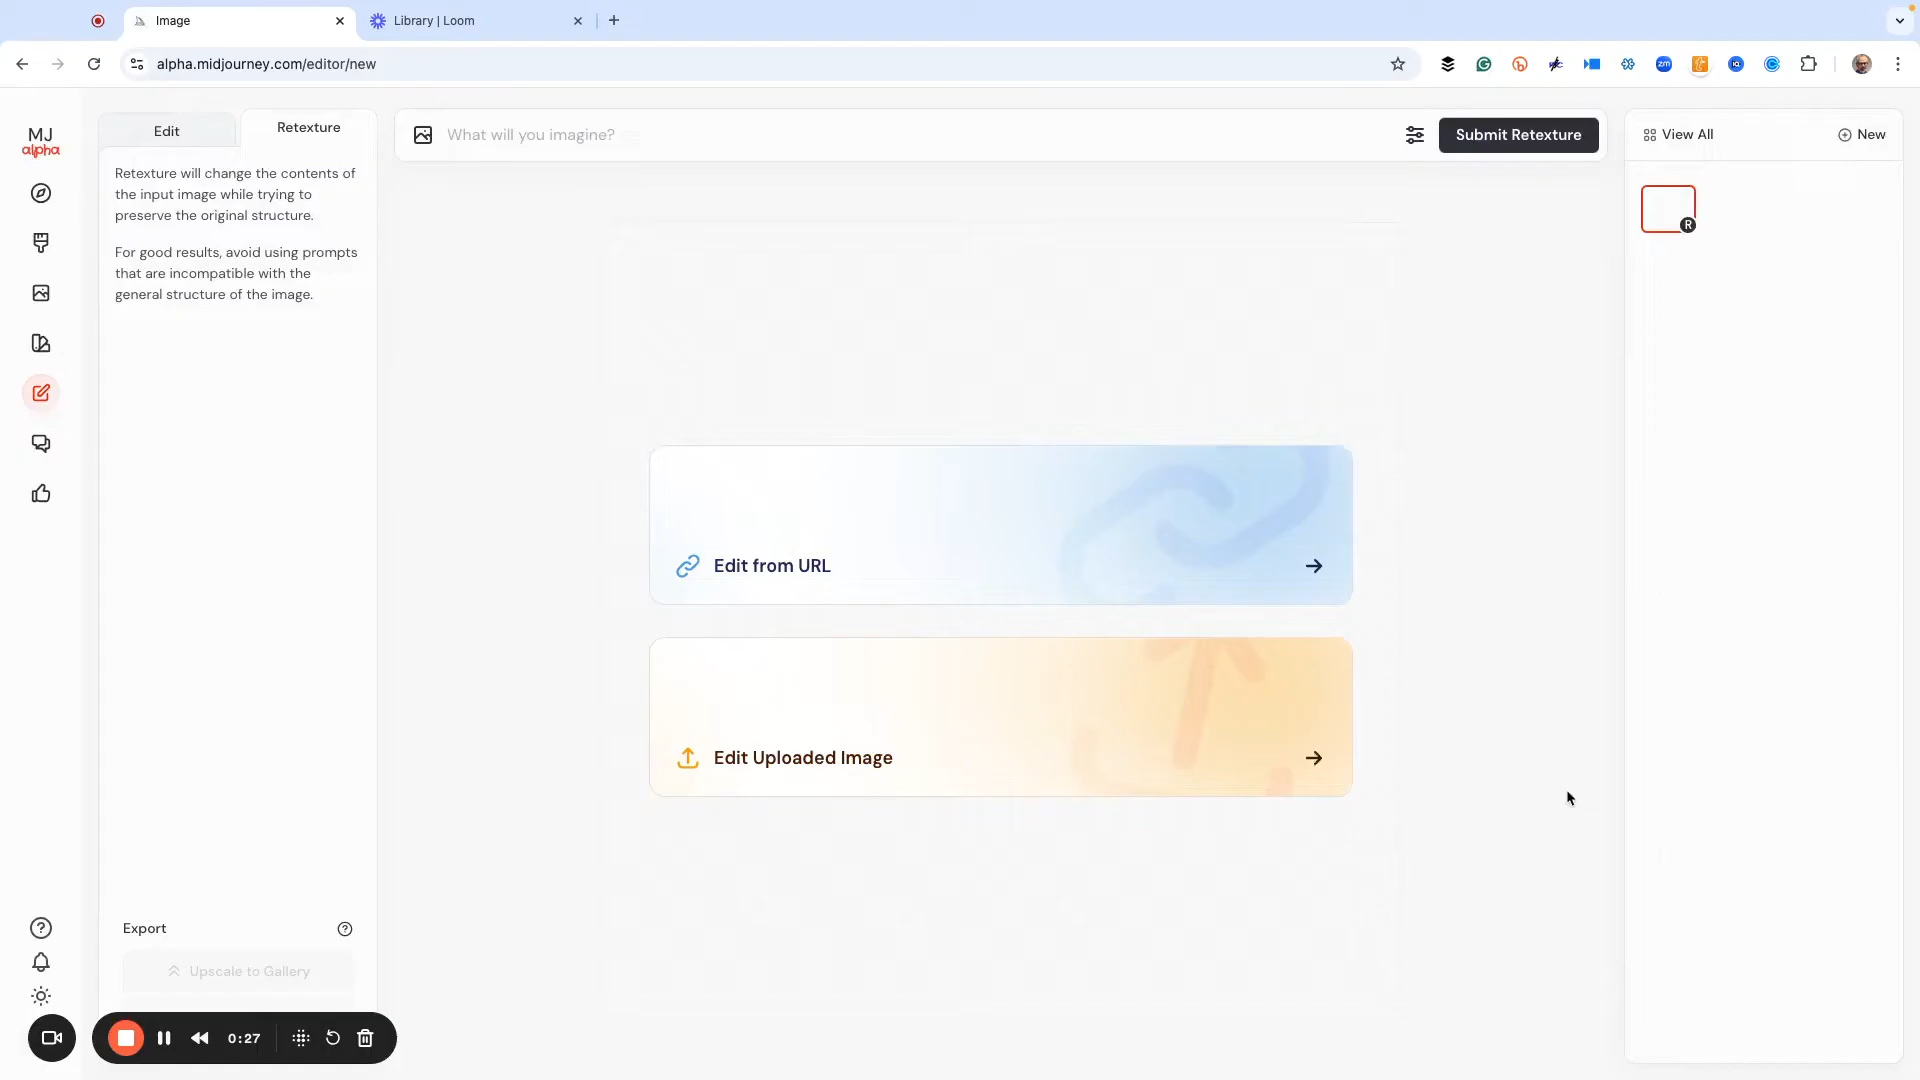 Image
Library | Loom
alpha.midjourney.com/editor/new
zm
MJ
alpha
Edit
Retexture
Retexture will change the contents of
the input image while trying to
preserve the original structure.
For good results, avoid using prompts
that are incompatible with the
general structure of the image.
What will you imagine?
Submit Retexture
View All
New
R
Edit from URL
Edit Uploaded Image
Export
Upscale to Gallery
0:27